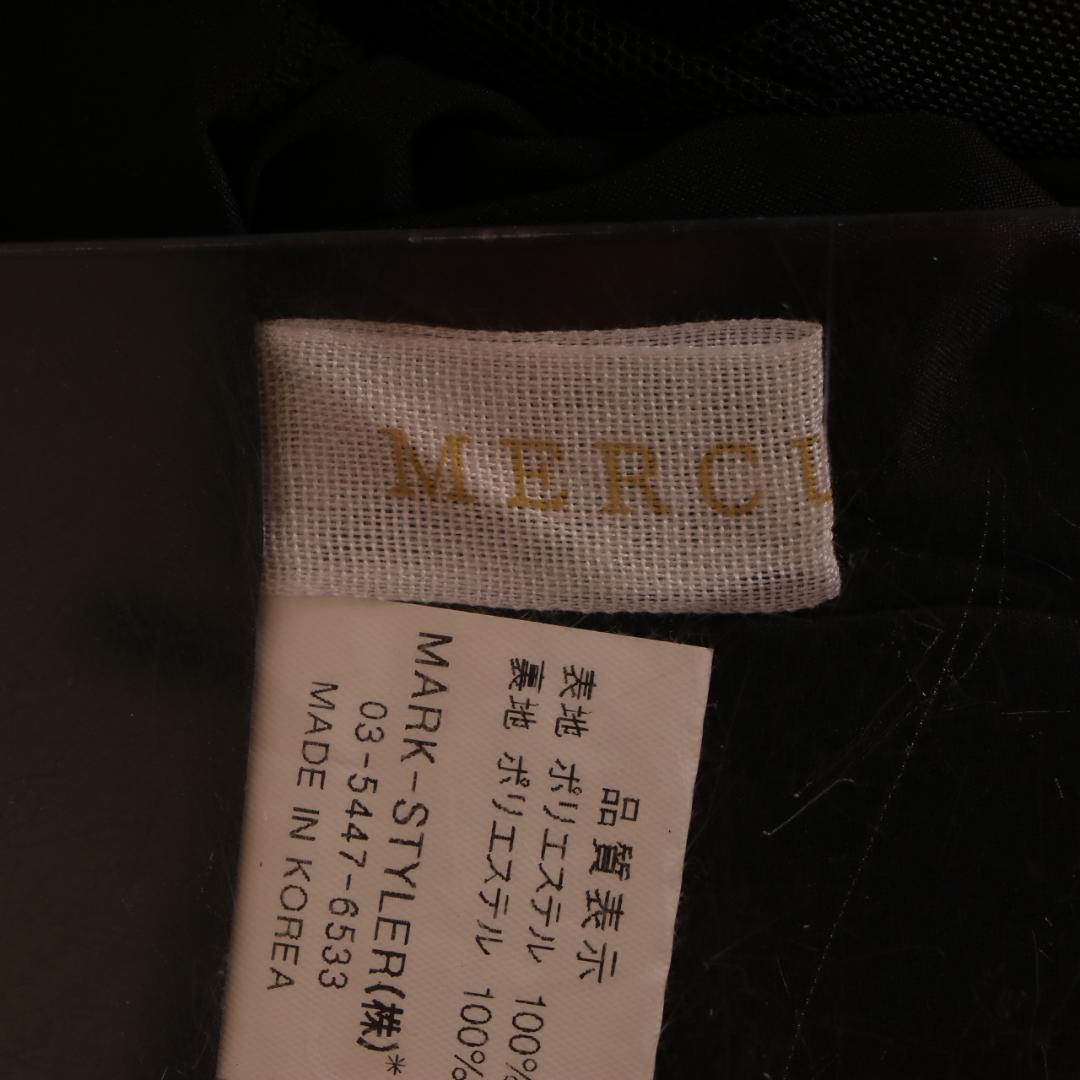 MERCU
品質表示
表地 ポリエステル 100%
裏地 ポリエステル 100%
MARK-STYLER(株)*
03-5447-6533
MADE IN KOREA